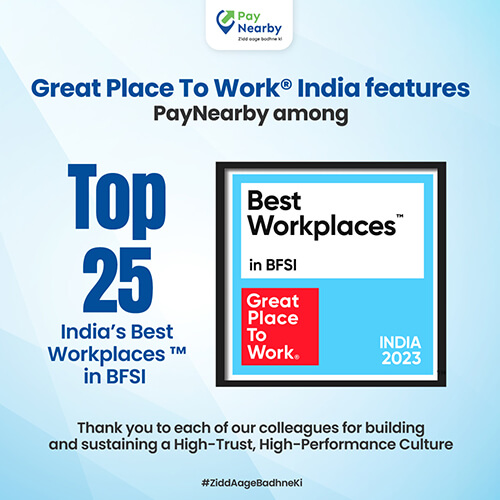 Pay
Nearby
Zidd aage badhne ki
Great Place To Work® India features
PayNearby among
Top
25
India's Best
Workplaces ™
in BFSI
Best
Workplaces™
in BFSI
Great
Place
To
Work®
INDIA
2023
Thank you to each of our colleagues for building
and sustaining a High-Trust, High-Performance Culture
#ZiddAageBadhneKi